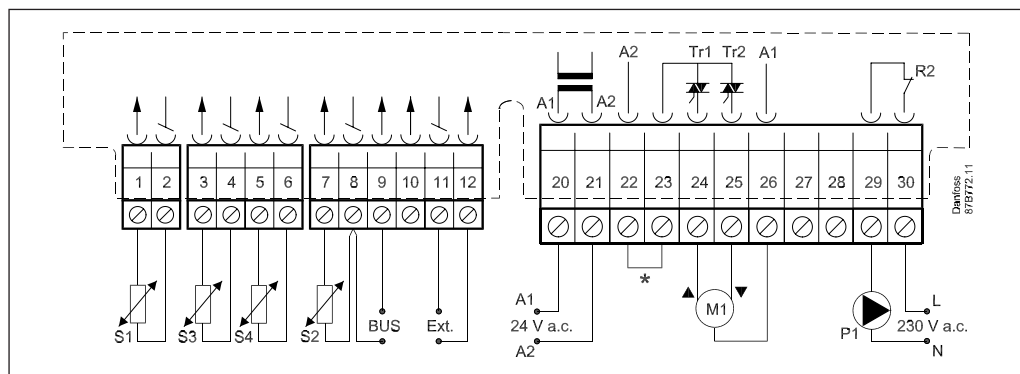 A2 Tr1 Tr2 A1
R2
A1 A2
1 2 3 4 5 6 7 8 9 10 11 12
20 21 22 23 24 25 26 27 28 29 30
Danfoss
87B772.11
*
A1
M1
L
S1 S3 S4 S2 BUS Ext.
24 V a.c.
P1
230 V a.c.
A2
N